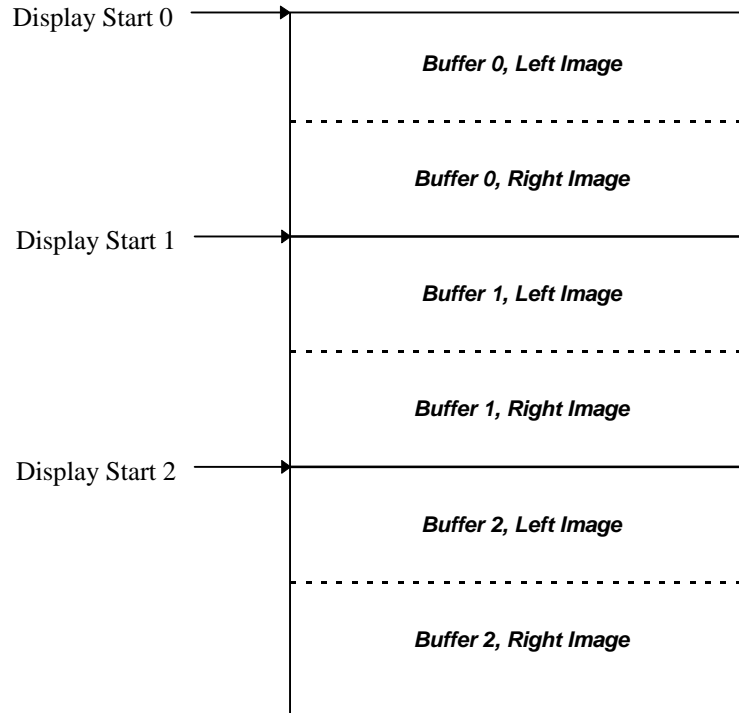 Display Start 0
Buffer 0, Left Image
Buffer 0, Right Image
Display Start 1
Buffer 1, Left Image
Buffer 1, Right Image
Display Start 2
Buffer 2, Left Image
Buffer 2, Right Image